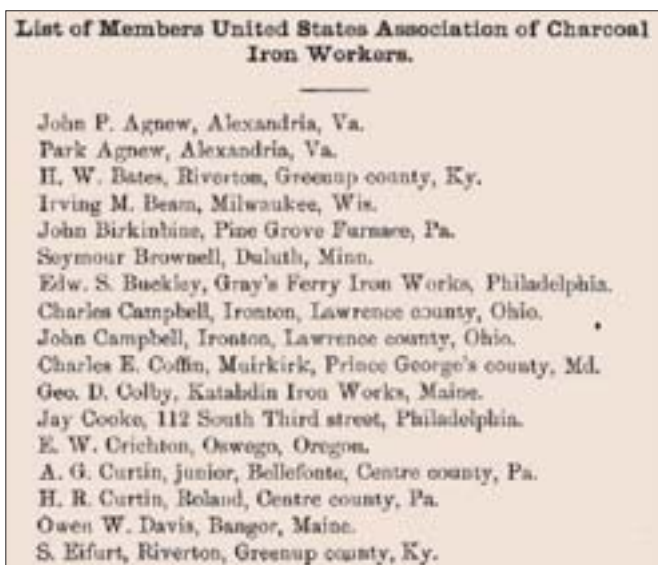 List of Members United States Association of Charcoal
Iron Workers.
John P. Agnew, Alexandria, Va.
Park Agnew, Alexandria, Va.
H. W. Bates, Riverton, Greenup county, Ky.
Irving M. Bean, Milwaukee, Wis.
John Birkinbine, Pine Grove Furnace, Pa.
Seymour Brownell, Duluth, Minn.
Edw. S. Buckley, Gray's Ferry Iron Works, Philadelphia.
Charles Campbell, Ironton, Lawrence county, Ohio.
John Campbell, Ironton, Lawrence county, Ohio.
Charles E. Coffin, Muirkirk, Prince George's county, Md.
Geo. D. Colby, Katahdin Iron Works, Maine.
Jay Cooke, 112 South Third street, Philadelphia.
E. W. Crichton, Oswego, Oregon.
A. G. Curtin, junior, Bellefonte, Centre county, Pa.
H. R. Curtin, Roland, Centre county, Pa.
Owen W. Davis, Bangor, Maine.
S. Eifurt, Riverton, Greenup county, Ky.